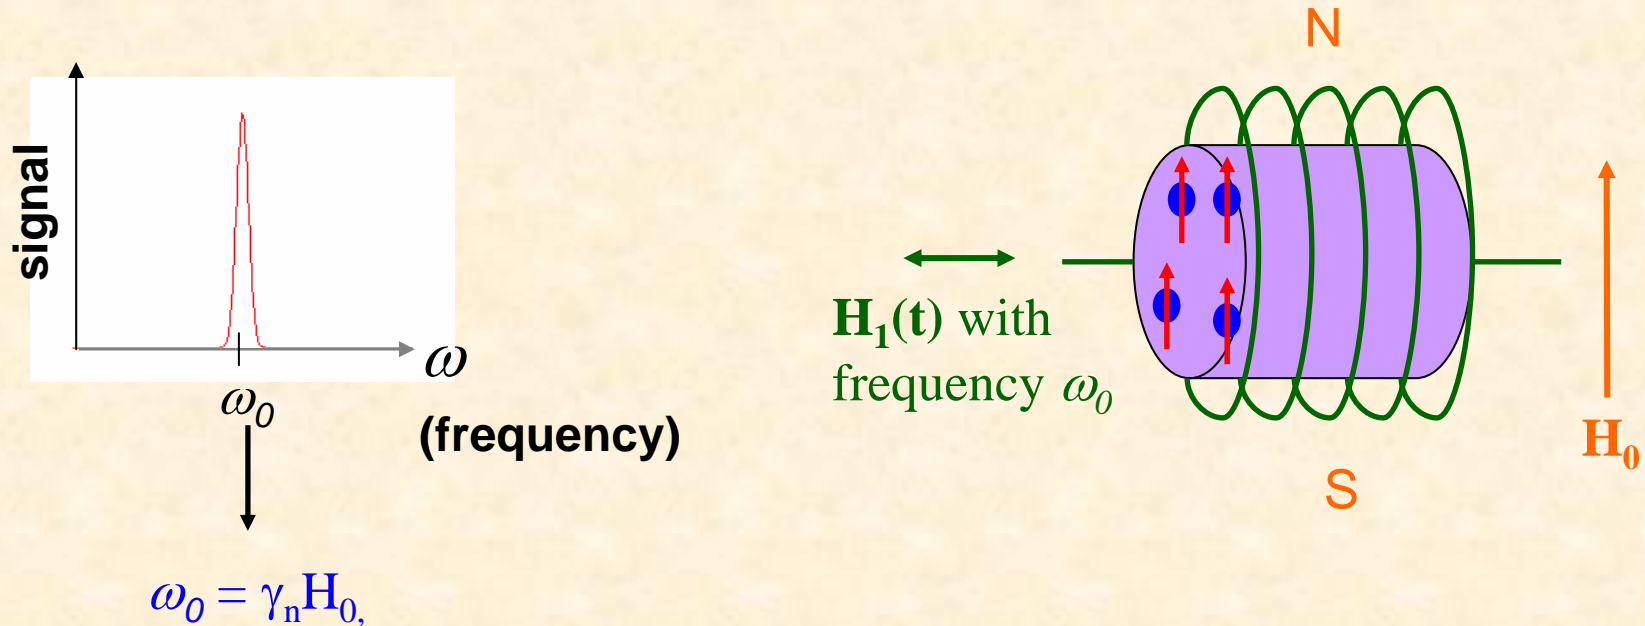 signal
ω
ω₀
(frequency)
ω₀ = γₙH₀,
N
H₁(t) with
frequency ω₀
H₀
S